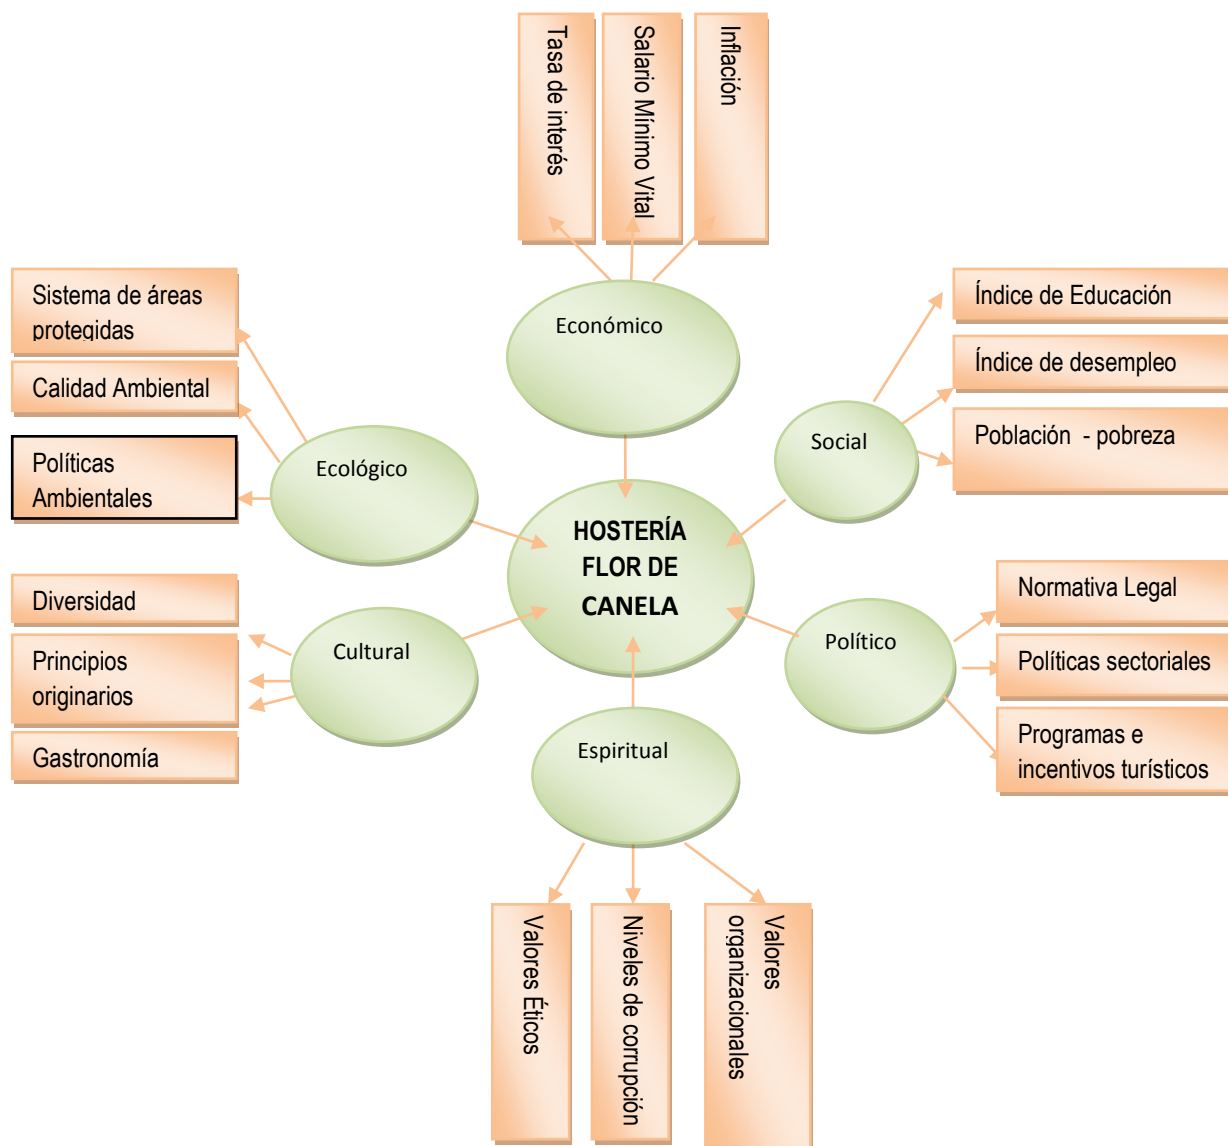 Tasa de interés
Salario Mínimo Vital
Inflación
Económico
Sistema de áreas
protegidas
Calidad Ambiental
Políticas
Ambientales
Ecológico
Índice de Educación
Índice de desempleo
Población - pobreza
Social
HOSTERÍA
FLOR DE
CANELA
Diversidad
Principios
originarios
Gastronomía
Cultural
Político
Normativa Legal
Políticas sectoriales
Programas e
incentivos turísticos
Espiritual
Valores Éticos
Niveles de corrupción
Valores
organizacionales